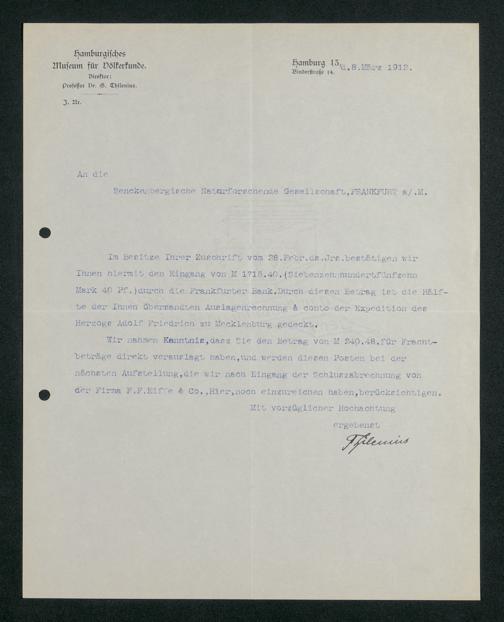 Hamburgisches
Museum für Völkerkunde.
Direktor:
Professor Dr. G. Thilenius.
J. Nr.
Hamburg 13, d. 8. März 1912.
Binderstraße 14.
An die
Senckenbergische Naturforschende Gesellschaft, FRANKFURT a/.M.
Im Besitze Ihrer Zuschrift vom 28.Febr.ds.Jrs.bestätigen wir
Ihnen hiermit den Eingang von M 1715.40.(Siebenzehnhundertfünfzehn
Mark 40 Pf.)durch die Frankfurter Bank.Durch diesen Betrag ist die Hälf-
te der Ihnen übersandten Auslagenrechnung à conto der Expedition des
Herzogs Adolf Friedrich zu Mecklenburg gedeckt.
Wir nahmen Kenntnis,dass Sie den Betrag von M 240.48,für Fracht-
beträge direkt verauslagt haben,und werden diesen Posten bei der
nächsten Aufstellung,die wir nach Eingang der Schluszabrechnung von
der Firma F.F.Eiffe & Co.,Hier,noch einzureichen haben,berücksichtigen.
Mit vorzüglicher Hochachtung
ergebenst
Thilenius